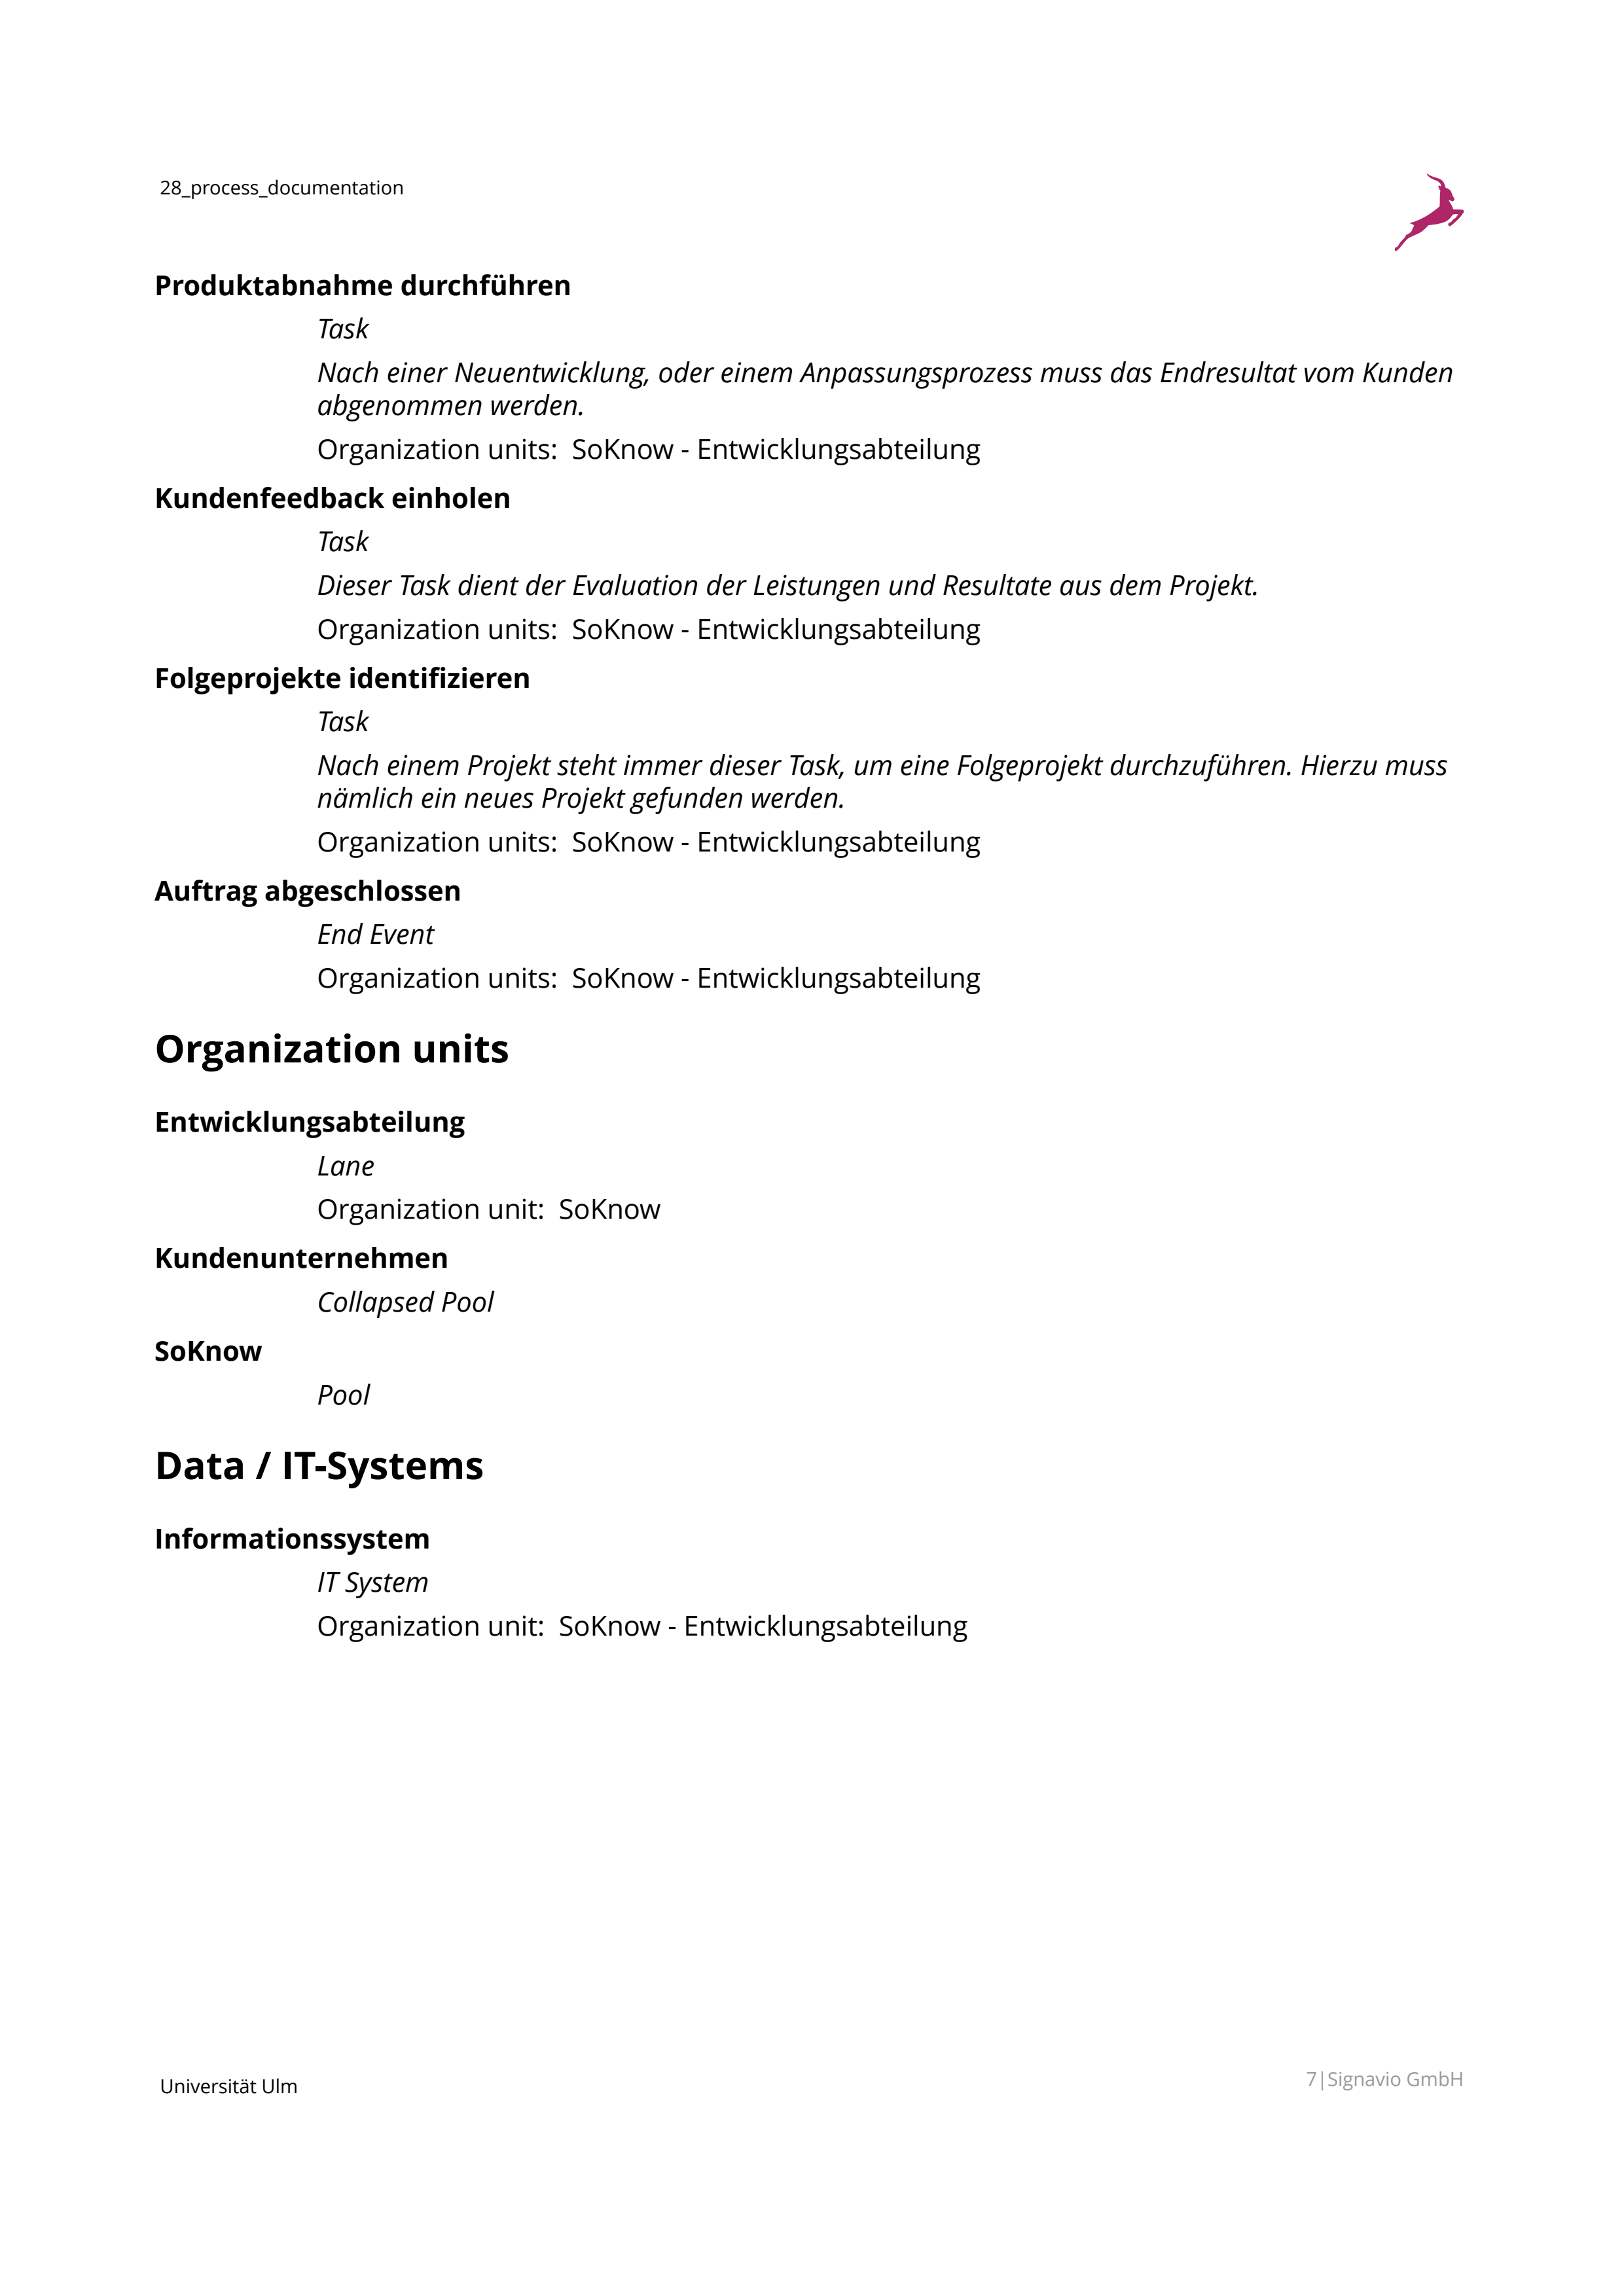 28_process_documentation
Produktabnahme durchführen
Task
Nach einer Neuentwicklung, oder einem Anpassungsprozess muss das Endresultat vom Kunden
abgenommen werden.
Organization units:  SoKnow - Entwicklungsabteilung
Kundenfeedback einholen
Task
Dieser Task dient der Evaluation der Leistungen und Resultate aus dem Projekt.
Organization units:  SoKnow - Entwicklungsabteilung
Folgeprojekte identifizieren
Task
Nach einem Projekt steht immer dieser Task, um eine Folgeprojekt durchzuführen. Hierzu muss
nämlich ein neues Projekt gefunden werden.
Organization units:  SoKnow - Entwicklungsabteilung
Auftrag abgeschlossen
End Event
Organization units:  SoKnow - Entwicklungsabteilung
Organization units
Entwicklungsabteilung
Lane
Organization unit:  SoKnow
Kundenunternehmen
Collapsed Pool
SoKnow
Pool
Data / IT-Systems
Informationssystem
IT System
Organization unit:  SoKnow - Entwicklungsabteilung
Universität Ulm
7|Signavio GmbH